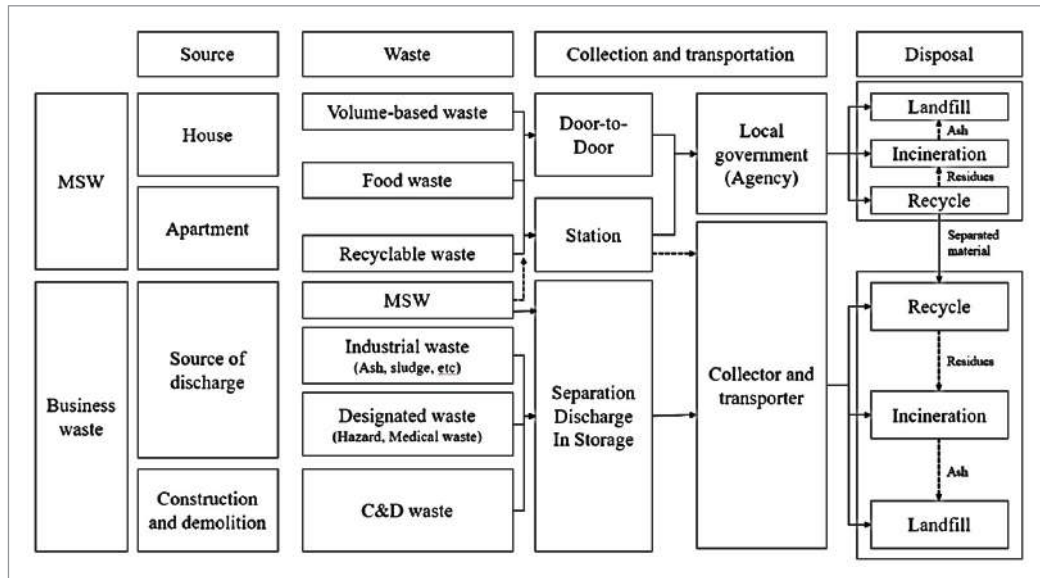 Source
Waste
Collection and transportation
Disposal
MSW
House
Apartment
Volume-based waste
Food waste
Recyclable waste
Door-to-
Door
Station
Local
government
(Agency)
Landfill
Ash
Incineration
Residues
Recycle
Separated
material
Business
waste
Source of
discharge
Construction
and demolition
MSW
Industrial waste
(Ash, sludge, etc)
Designated waste
(Hazard, Medical waste)
C&D waste
Separation
Discharge
In Storage
Collector and
transporter
Recycle
Residues
Incineration
Ash
Landfill